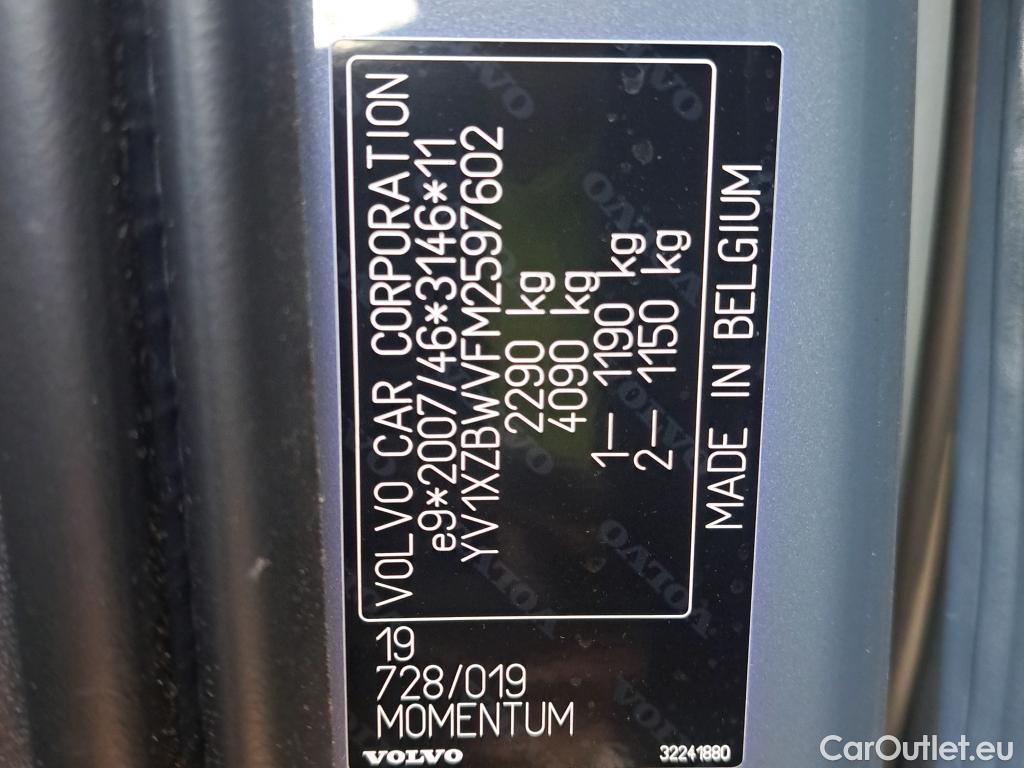 VOLVO CAR CORPORATION
e9*2007/46*3146*11
YV1XZBWVFM2597602
2290 kg
4090 kg
1— 1190 kg
2— 1150 kg
MADE IN BELGIUM
19
728/019
MOMENTUM
VOLVO
32241880
CarOutlet.eu